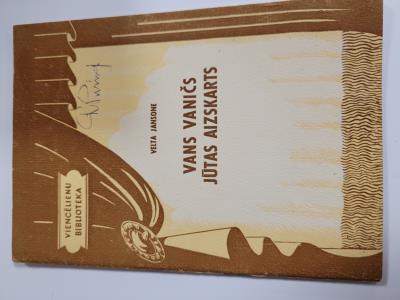 VELTA JANSONE
VANS VANIČS
JŪTAS AIZSKARTS
VIENCĒLIENU
BIBLIOTEKA